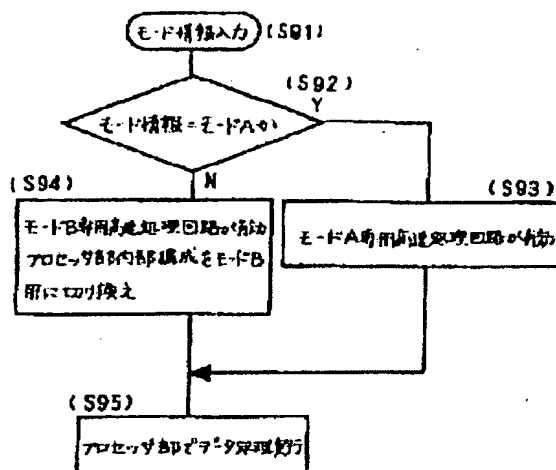 モード情報入力 (S91)
(S92)
Y
モード情報=モードAか
(S94)
N
(S93)
モードB専用高速処理回路が有効
プロセッサ部内部構成をモードB
用に切り換え
モードA専用高速処理回路が有効
(S95)
プロセッサ部でデータ処理実行